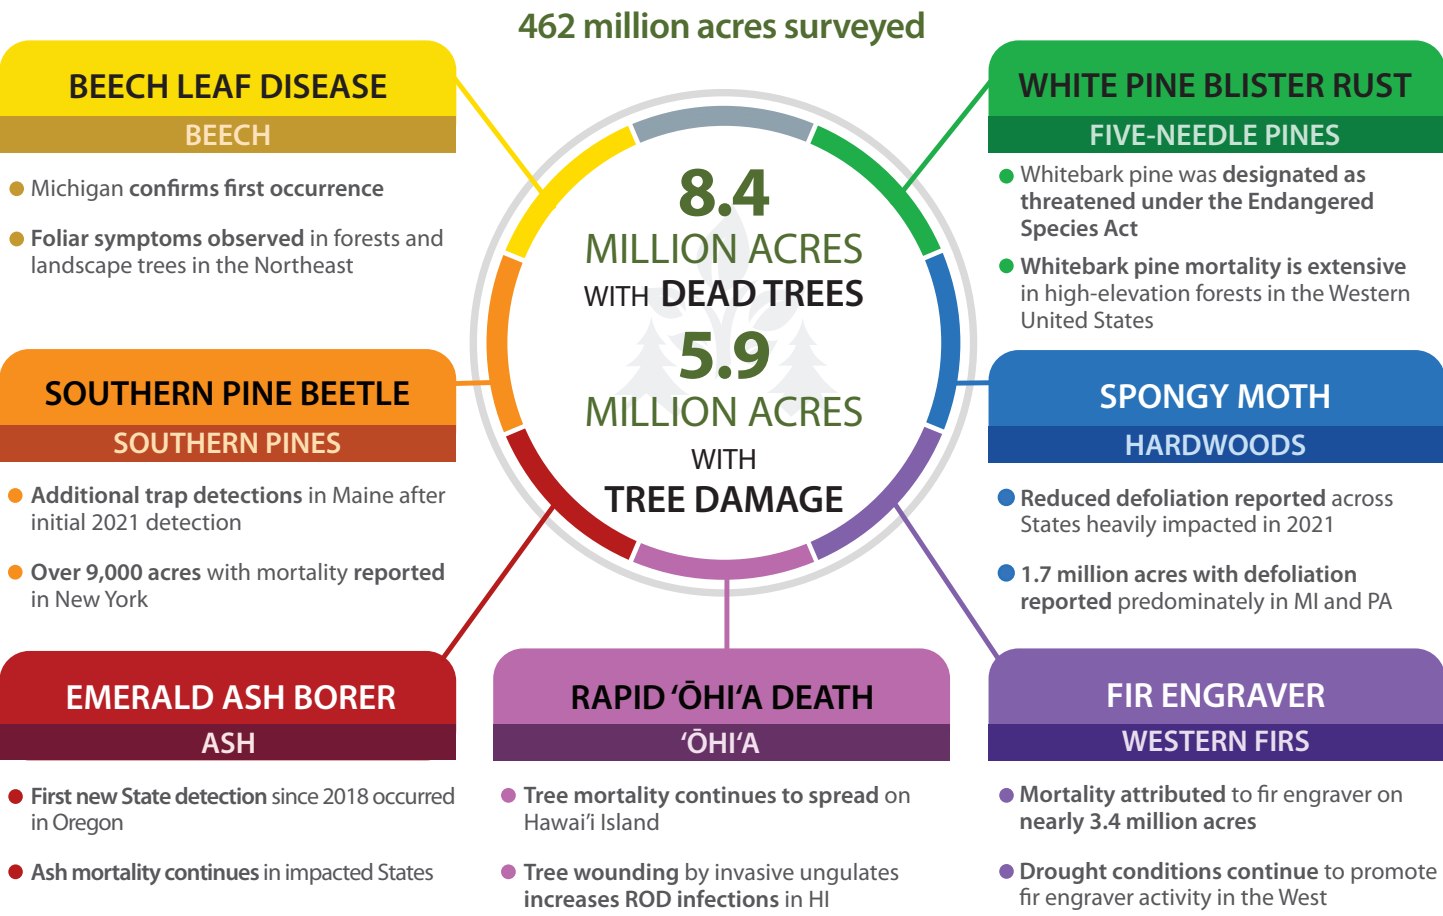 462 million acres surveyed
BEECH LEAF DISEASE
BEECH
Michigan confirms first occurrence
Foliar symptoms observed in forests and
landscape trees in the Northeast
SOUTHERN PINE BEETLE
SOUTHERN PINES
Additional trap detections in Maine after
initial 2021 detection
Over 9,000 acres with mortality reported
in New York
EMERALD ASH BORER
ASH
First new State detection since 2018 occurred
in Oregon
Ash mortality continues in impacted States
8.4
MILLION ACRES
WITH DEAD TREES
5.9
MILLION ACRES
WITH
TREE DAMAGE
RAPID ‘ŌHI‘A DEATH
‘ŌHI‘A
Tree mortality continues to spread on
Hawai‘i Island
Tree wounding by invasive ungulates
increases ROD infections in HI
WHITE PINE BLISTER RUST
FIVE-NEEDLE PINES
Whitebark pine was designated as
threatened under the Endangered
Species Act
Whitebark pine mortality is extensive
in high-elevation forests in the Western
United States
SPONGY MOTH
HARDWOODS
Reduced defoliation reported across
States heavily impacted in 2021
1.7 million acres with defoliation
reported predominately in MI and PA
FIR ENGRAVER
WESTERN FIRS
Mortality attributed to fir engraver on
nearly 3.4 million acres
Drought conditions continue to promote
fir engraver activity in the West